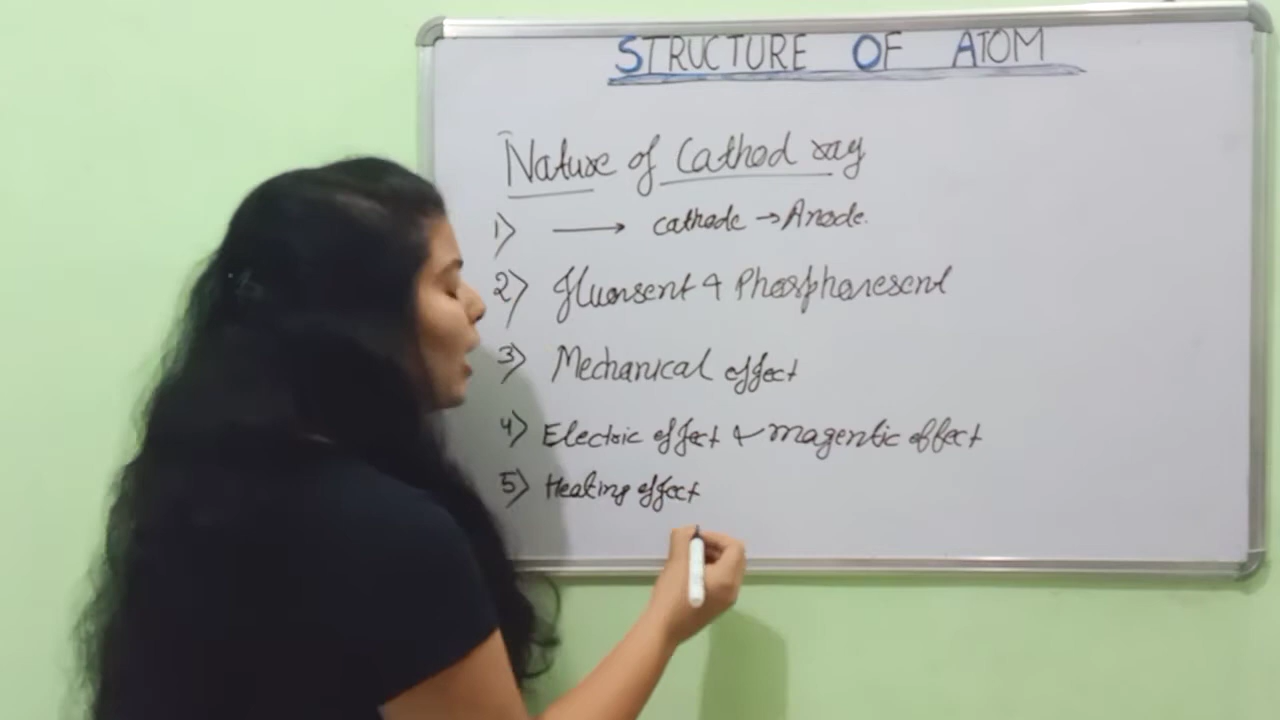 STRUCTURE OF ATOM
Nature of Cathod ray
1) → cathode → Anode.
2) Fluorsent & Phosphoresent
3) Mechanical effect
4) Electric effect & magentic effect
5) Heating effect